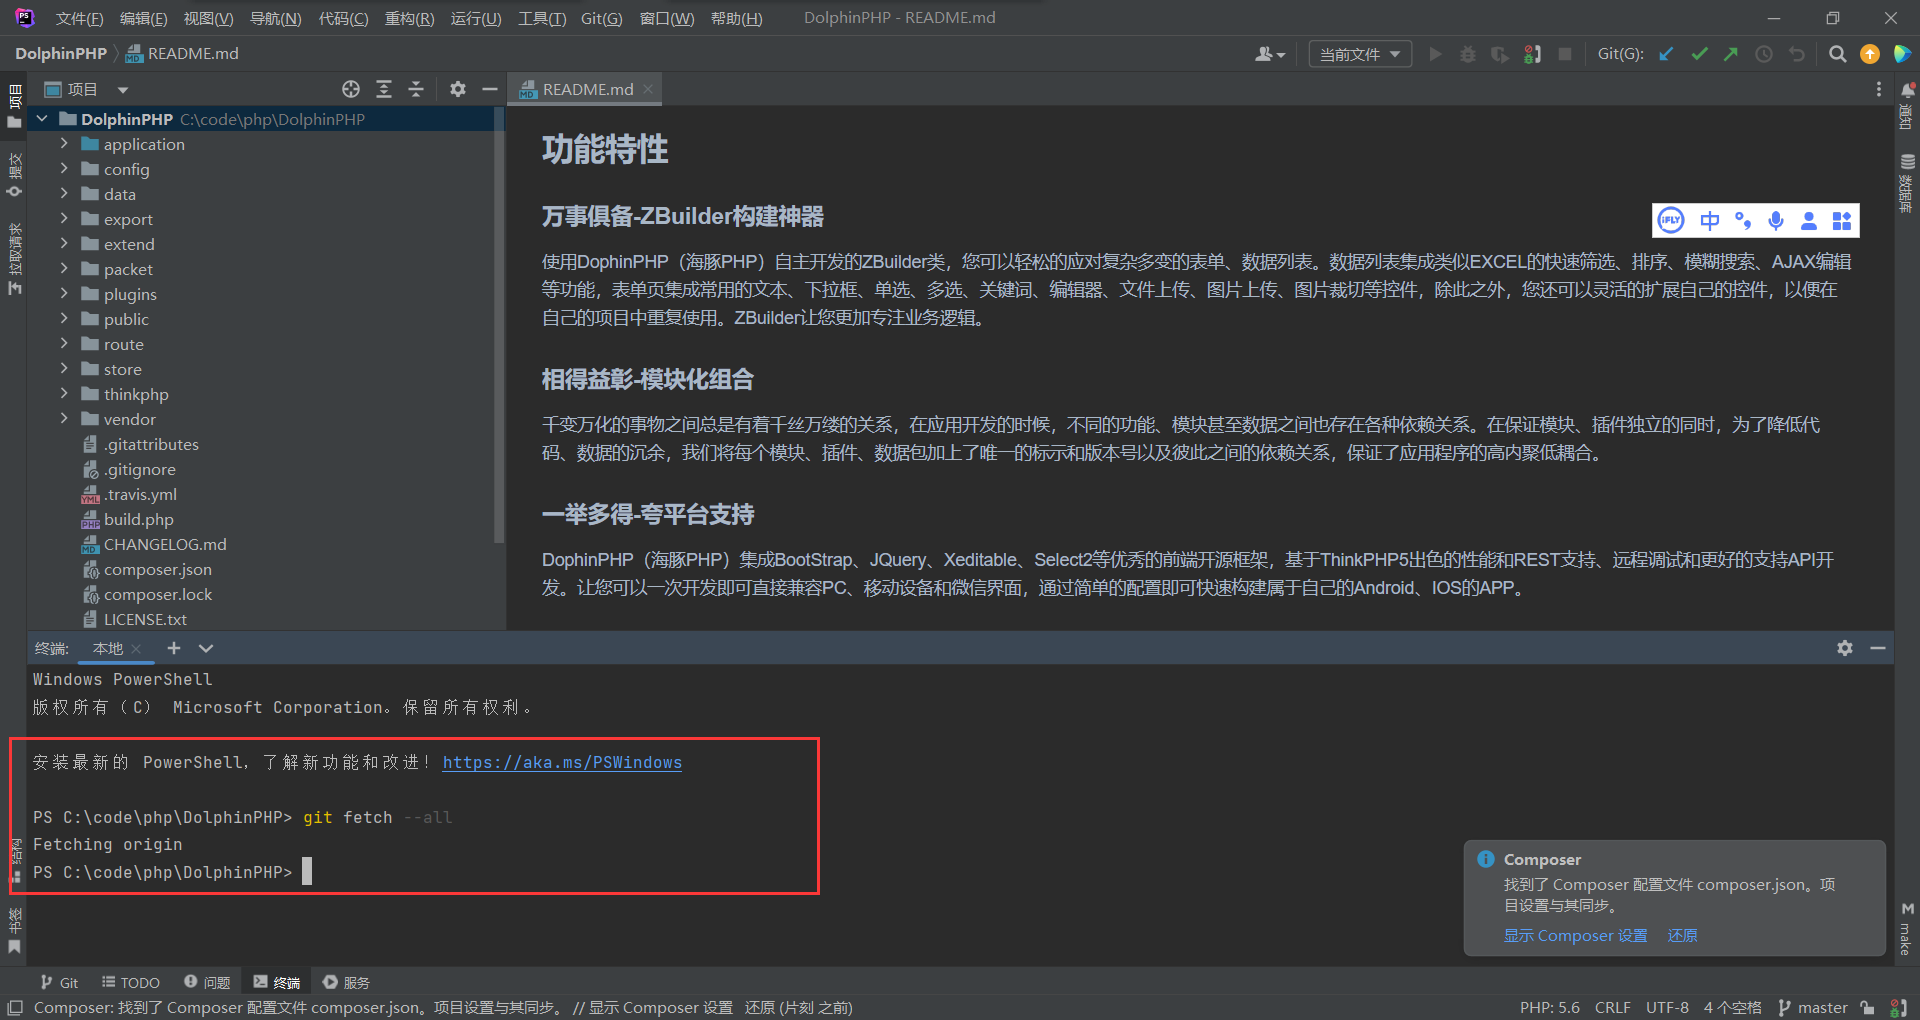 文件(F) 编辑(E) 视图(V) 导航(N) 代码(C) 重构(R) 运行(U) 工具(T) Git(G) 窗口(W) 帮助(H) DolphinPHP - README.md
DolphinPHP README.md 当前文件 Git(G):
项目
README.md
DolphinPHP C:\code\php\DolphinPHP
application
config
data
export
extend
packet
plugins
public
route
store
thinkphp
vendor
.gitattributes
.gitignore
.travis.yml
build.php
CHANGELOG.md
composer.json
composer.lock
LICENSE.txt
项目
提交
拉取请求
结构
书签
功能特性
万事俱备-ZBuilder构建神器
使用DophinPHP（海豚PHP）自主开发的ZBuilder类，您可以轻松的应对复杂多变的表单、数据列表。数据列表集成类似EXCEL的快速筛选、排序、模糊搜索、AJAX编辑
等功能，表单页集成常用的文本、下拉框、单选、多选、关键词、编辑器、文件上传、图片上传、图片裁切等控件，除此之外，您还可以灵活的扩展自己的控件，以便在
自己的项目中重复使用。ZBuilder让您更加专注业务逻辑。
相得益彰-模块化组合
千变万化的事物之间总是有着千丝万缕的关系，在应用开发的时候，不同的功能、模块甚至数据之间也存在各种依赖关系。在保证模块、插件独立的同时，为了降低代
码、数据的沉余，我们将每个模块、插件、数据包加上了唯一的标示和版本号以及彼此之间的依赖关系，保证了应用程序的高内聚低耦合。
一举多得-夸平台支持
DophinPHP（海豚PHP）集成BootStrap、JQuery、Xeditable、Select2等优秀的前端开源框架，基于ThinkPHP5出色的性能和REST支持、远程调试和更好的支持API开
发。让您可以一次开发即可直接兼容PC、移动设备和微信界面，通过简单的配置即可快速构建属于自己的Android、IOS的APP。
iFLY 中
通知
数据库
make
终端: 本地
Windows PowerShell
版权所有（C） Microsoft Corporation。保留所有权利。
安装最新的 PowerShell，了解新功能和改进！https://aka.ms/PSWindows
PS C:\code\php\DolphinPHP> git fetch --all
Fetching origin
PS C:\code\php\DolphinPHP>
Composer
找到了 Composer 配置文件 composer.json。项
目设置与其同步。
显示 Composer 设置 还原
Git TODO 问题 终端 服务
Composer: 找到了 Composer 配置文件 composer.json。项目设置与其同步。 // 显示 Composer 设置 还原 (片刻 之前) PHP: 5.6 CRLF UTF-8 4 个空格 master